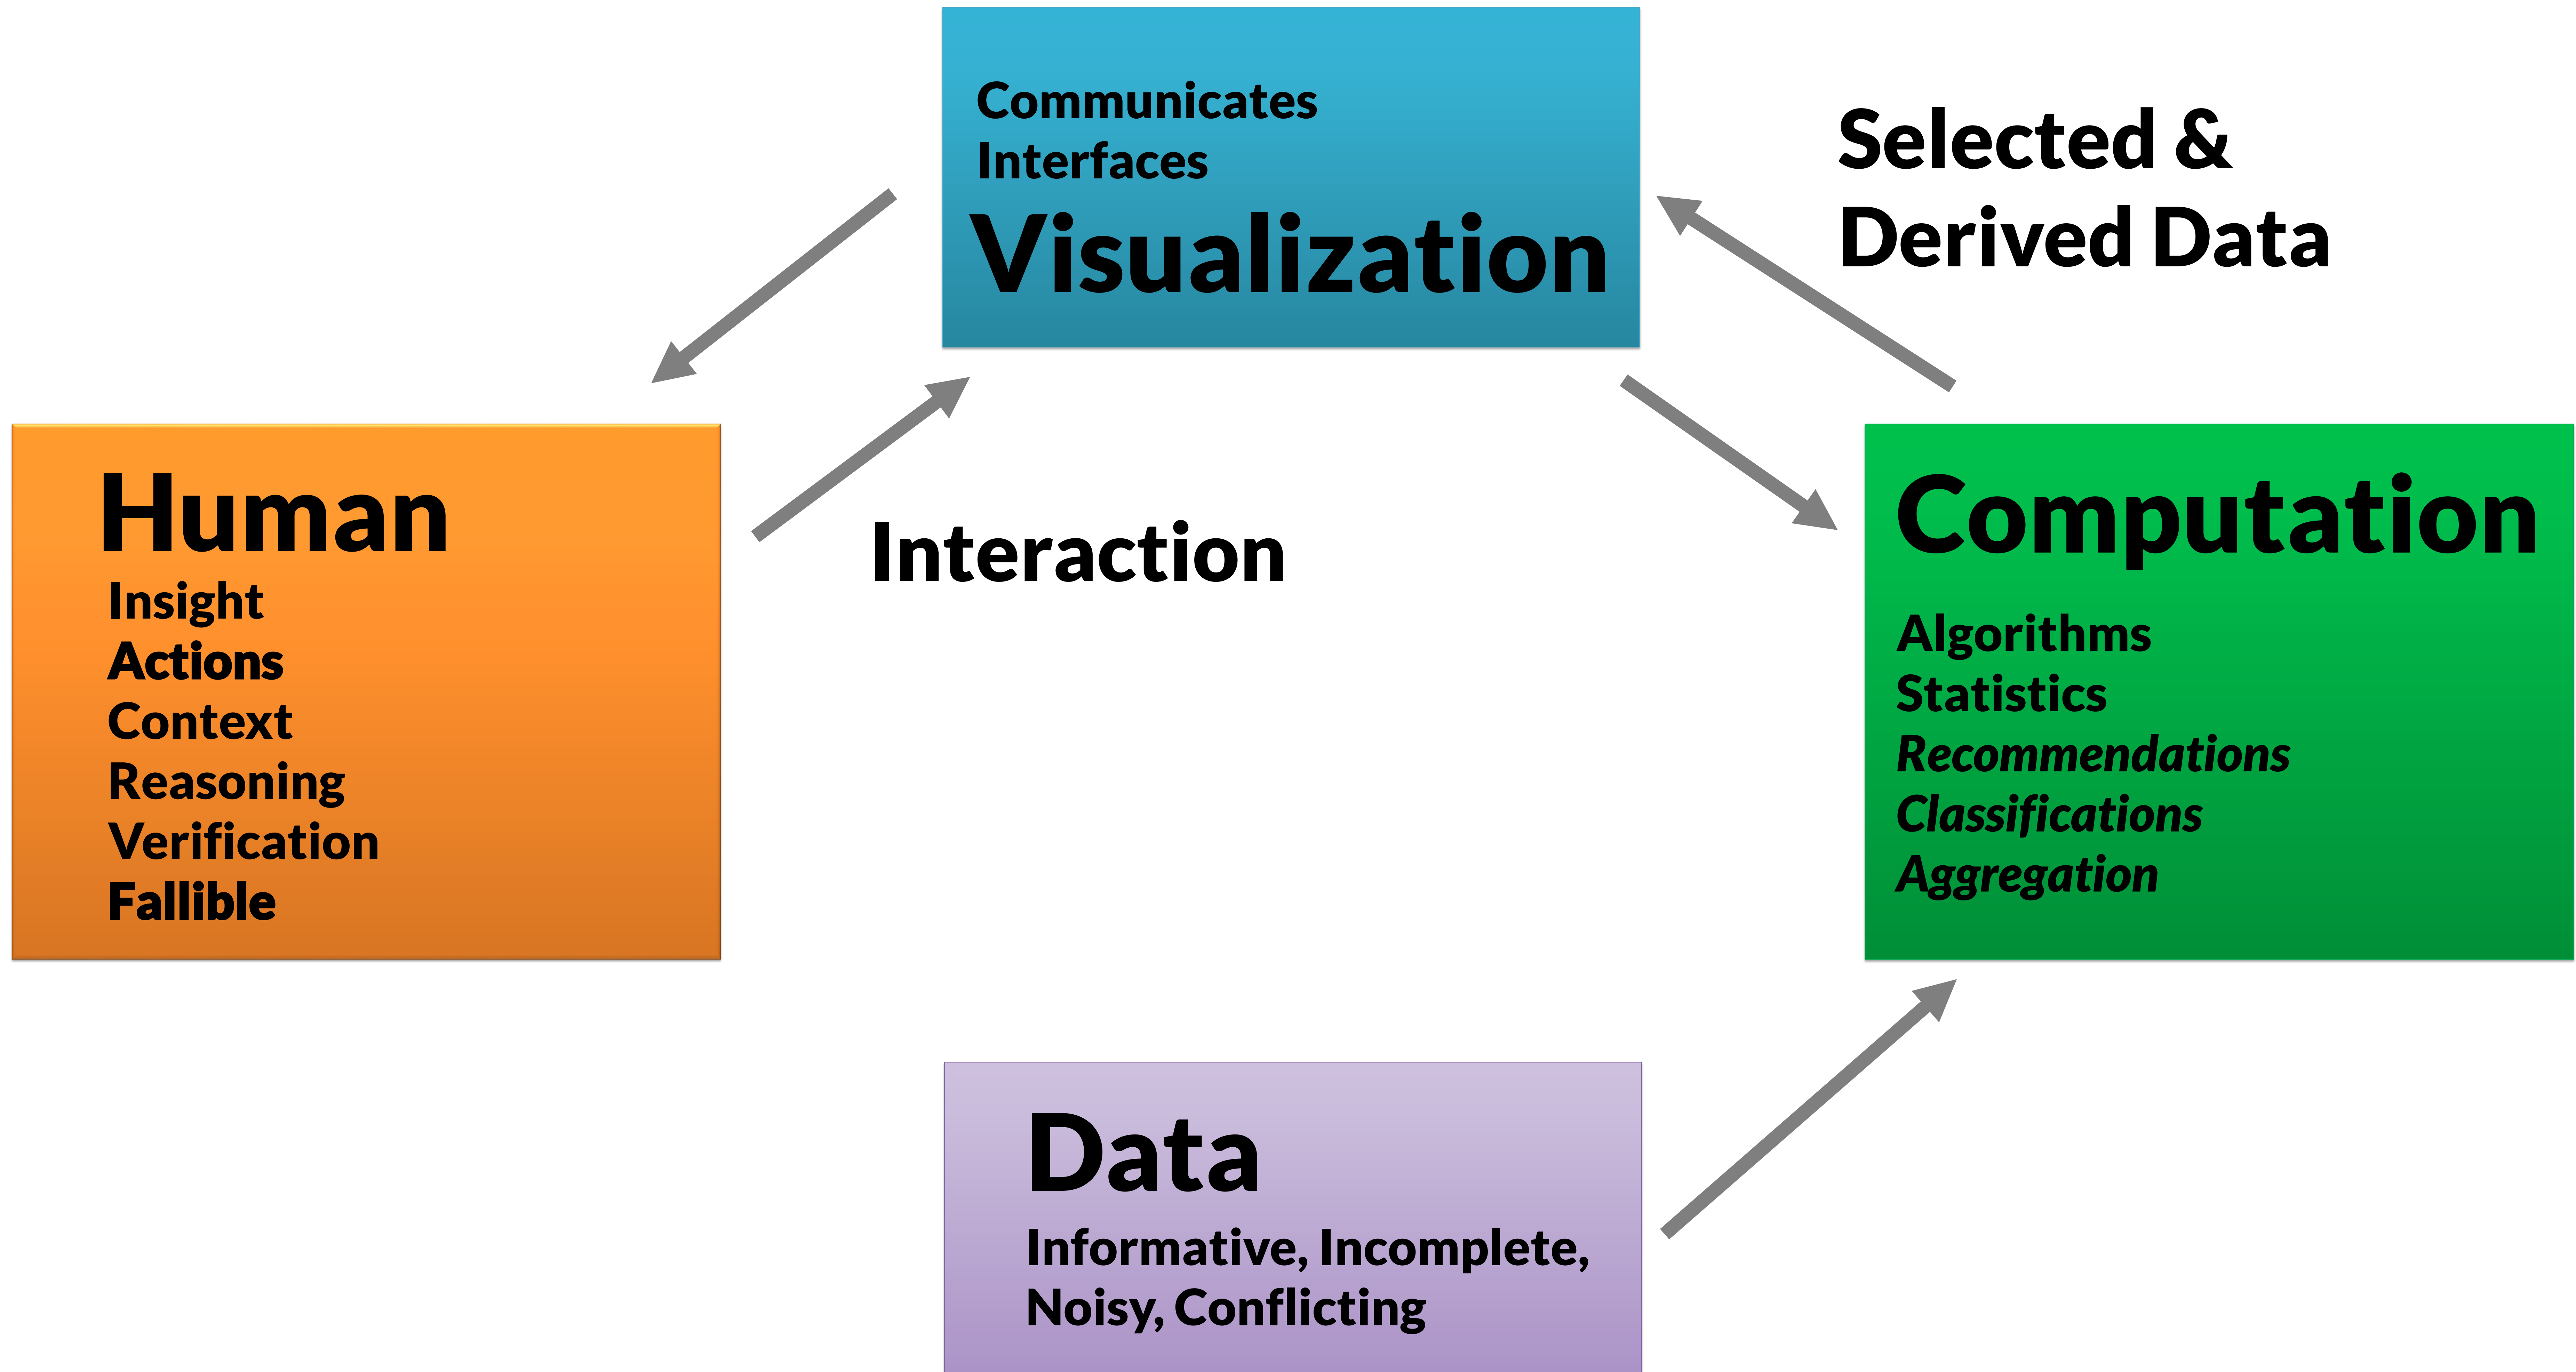 Communicates
Interfaces
Visualization
Selected &
Derived Data
Human
Insight
Actions
Context
Reasoning
Verification
Fallible
Interaction
Computation
Algorithms
Statistics
Recommendations
Classifications
Aggregation
Data
Informative, Incomplete,
Noisy, Conflicting